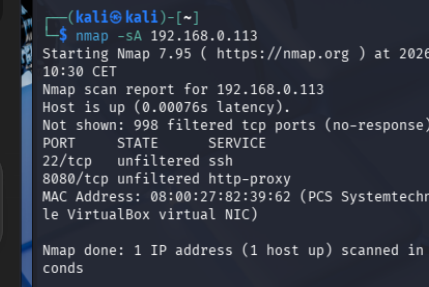 ┌──(kali㉿kali)-[~]
└─$ nmap -sA 192.168.0.113
Starting Nmap 7.95 ( https://nmap.org ) at 2026
10:30 CET
Nmap scan report for 192.168.0.113
Host is up (0.00076s latency).
Not shown: 998 filtered tcp ports (no-response)
PORT     STATE      SERVICE
22/tcp   unfiltered ssh
8080/tcp unfiltered http-proxy
MAC Address: 08:00:27:82:39:62 (PCS Systemtechn
le VirtualBox virtual NIC)

Nmap done: 1 IP address (1 host up) scanned in
conds